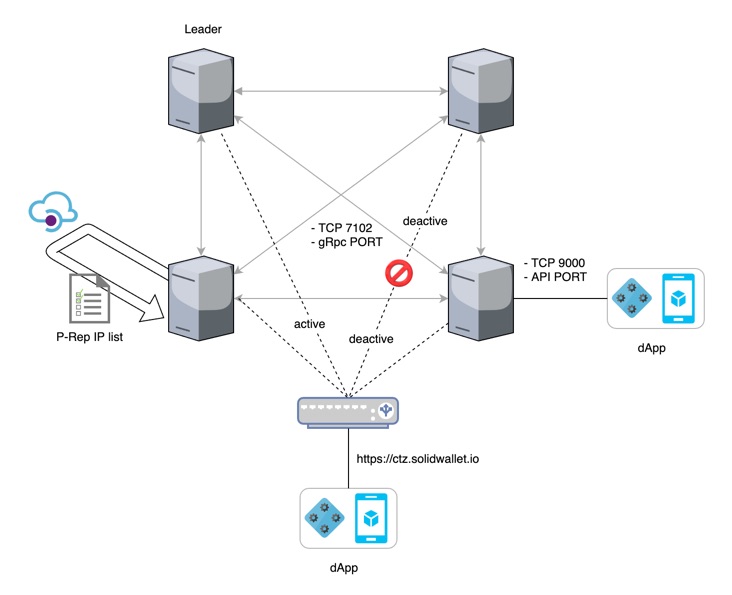 Leader
deactive
- TCP 7102
- gRpc PORT
- TCP 9000
- API PORT
active
deactive
P-Rep IP list
dApp
https://ctz.solidwallet.io
dApp